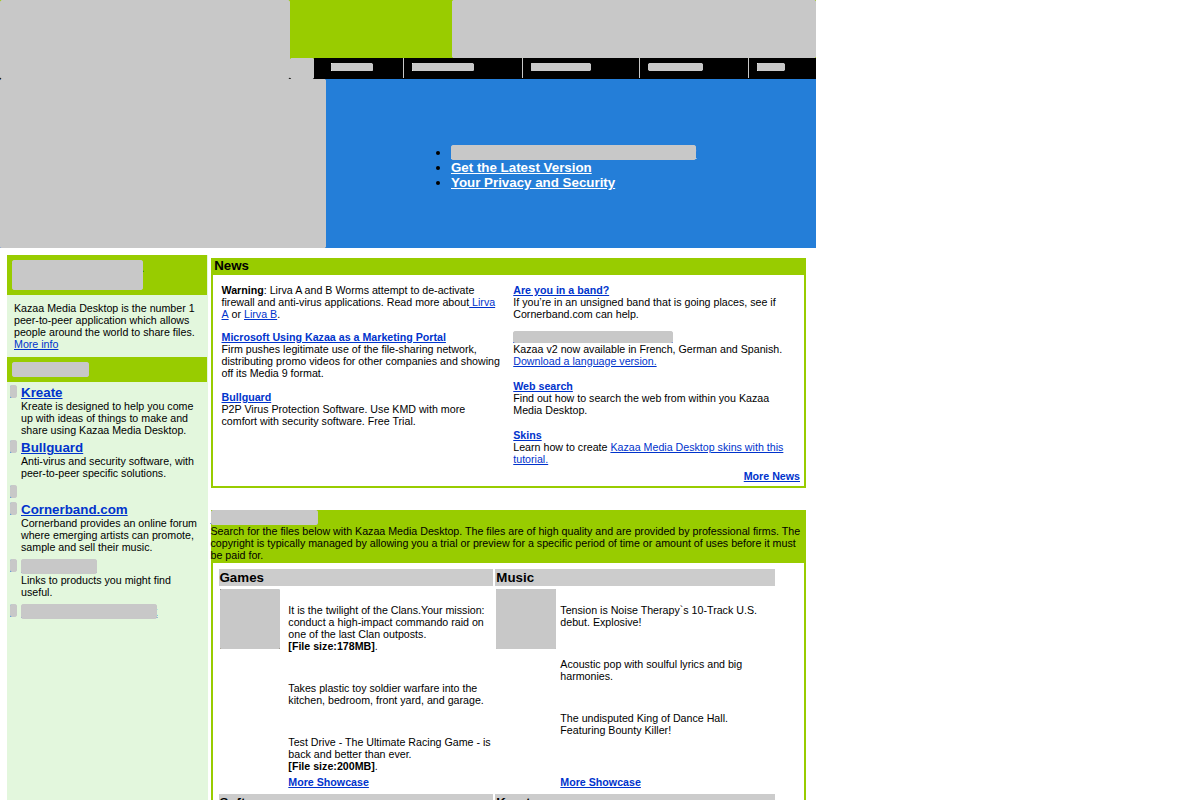 Get the Latest Version
Your Privacy and Security
Kazaa Media Desktop is the number 1
peer-to-peer application which allows
people around the world to share files.
More info
Kreate
Kreate is designed to help you come
up with ideas of things to make and
share using Kazaa Media Desktop.
Bullguard
Anti-virus and security software, with
peer-to-peer specific solutions.
Cornerband.com
Cornerband provides an online forum
where emerging artists can promote,
sample and sell their music.
Links to products you might find
useful.
News
Warning: Lirva A and B Worms attempt to de-activate
firewall and anti-virus applications. Read more about Lirva
A or Lirva B.
Microsoft Using Kazaa as a Marketing Portal
Firm pushes legitimate use of the file-sharing network,
distributing promo videos for other companies and showing
off its Media 9 format.
Bullguard
P2P Virus Protection Software. Use KMD with more
comfort with security software. Free Trial.
Are you in a band?
If you're in an unsigned band that is going places, see if
Cornerband.com can help.
Kazaa v2 now available in French, German and Spanish.
Download a language version.
Web search
Find out how to search the web from within you Kazaa
Media Desktop.
Skins
Learn how to create Kazaa Media Desktop skins with this
tutorial.
More News
Search for the files below with Kazaa Media Desktop. The files are of high quality and are provided by professional firms. The
copyright is typically managed by allowing you a trial or preview for a specific period of time or amount of uses before it must
be paid for.
Games
It is the twilight of the Clans.Your mission:
conduct a high-impact commando raid on
one of the last Clan outposts.
[File size:178MB].
Takes plastic toy soldier warfare into the
kitchen, bedroom, front yard, and garage.
Test Drive - The Ultimate Racing Game - is
back and better than ever.
[File size:200MB].
More Showcase
Music
Tension is Noise Therapy`s 10-Track U.S.
debut. Explosive!
Acoustic pop with soulful lyrics and big
harmonies.
The undisputed King of Dance Hall.
Featuring Bounty Killer!
More Showcase